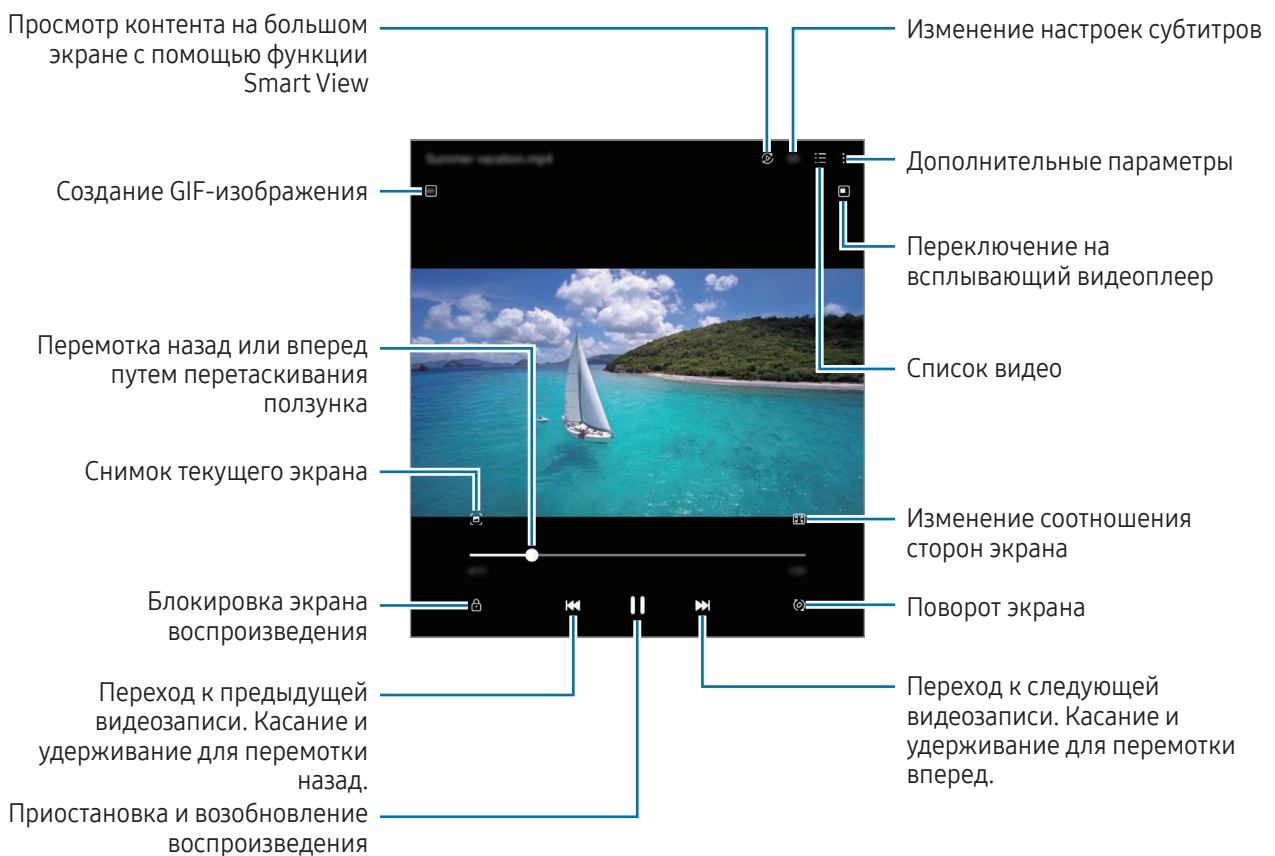 Просмотр контента на большом
экране с помощью функции
Smart View
Изменение настроек субтитров
Summer vacation.mp4
Дополнительные параметры
Создание GIF-изображения
Переключение на
всплывающий видеоплеер
Перемотка назад или вперед
путем перетаскивания
ползунка
Список видео
Снимок текущего экрана
Изменение соотношения
сторон экрана
Блокировка экрана
воспроизведения
Поворот экрана
Переход к предыдущей
видеозаписи. Касание и
удерживание для перемотки
назад.
Переход к следующей
видеозаписи. Касание и
удерживание для перемотки
вперед.
Приостановка и возобновление
воспроизведения